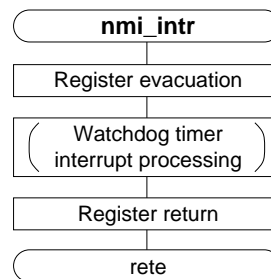 nmi_intr
Register evacuation
Watchdog timer
interrupt processing
Register return
rete